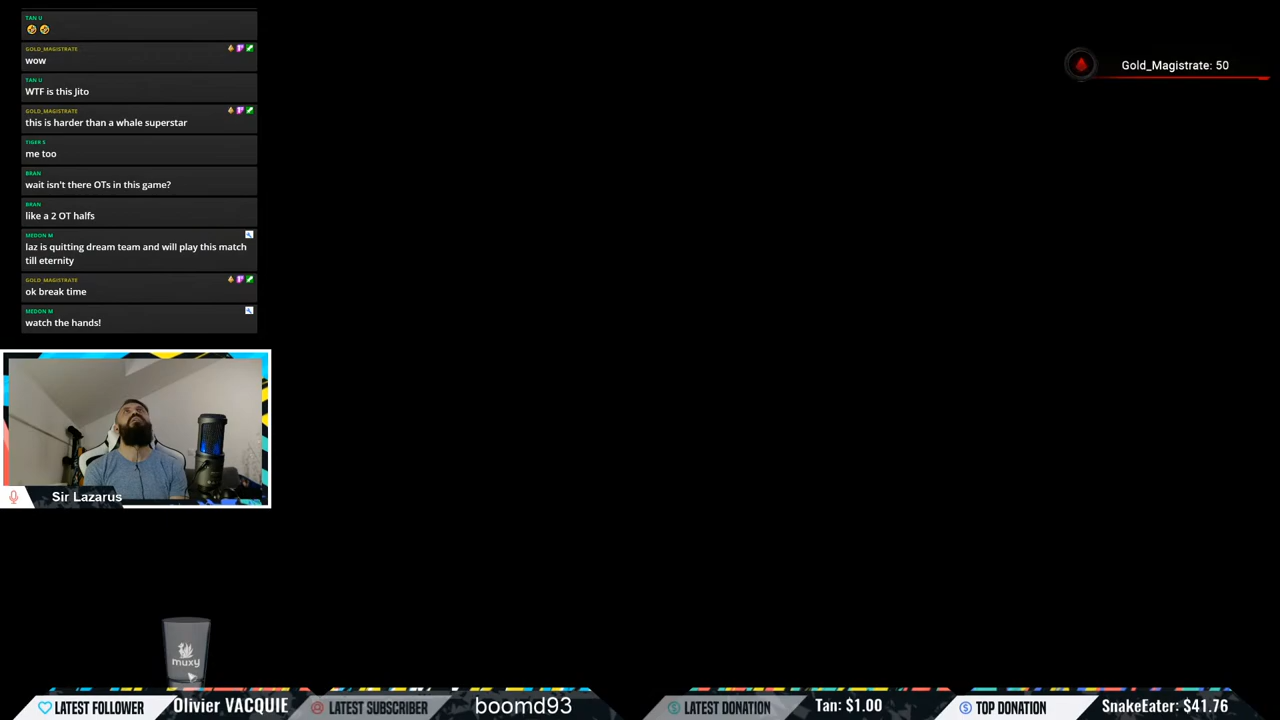 TAN U
🤣 🤣
GOLD_MAGISTRATE
wow
TAN U
WTF is this Jito
GOLD_MAGISTRATE
this is harder than a whale superstar
TIGER S
me too
BRAN
wait isn't there OTs in this game?
BRAN
like a 2 OT halfs
MEDON M
laz is quitting dream team and will play this match
till eternity
GOLD_MAGISTRATE
ok break time
MEDON M
watch the hands!
Gold_Magistrate: 50
Sir Lazarus
muxy
LATEST FOLLOWER
Olivier VACQUIE
LATEST SUBSCRIBER
boomd93
LATEST DONATION
Tan: $1.00
TOP DONATION
SnakeEater: $41.76